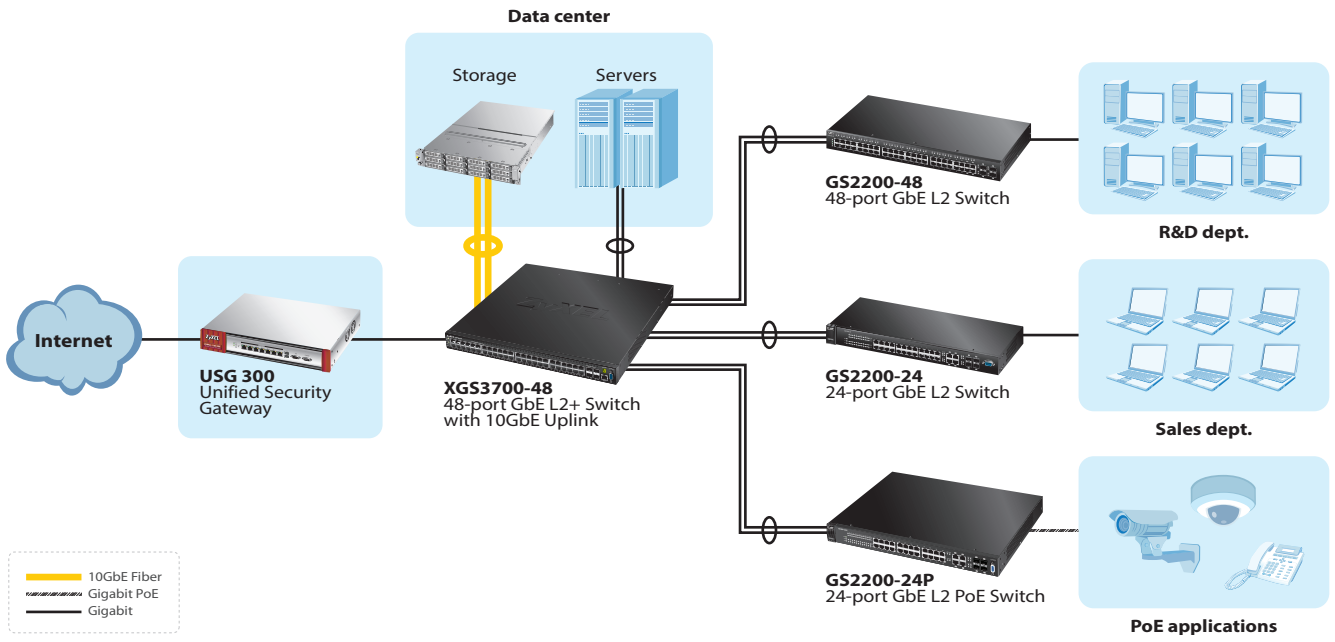 Data center
Storage
Servers
GS2200-48
48-port GbE L2 Switch
R&D dept.
Internet
USG 300
Unified Security
Gateway
ZyXEL
XGS3700-48
48-port GbE L2+ Switch
with 10GbE Uplink
GS2200-24
24-port GbE L2 Switch
Sales dept.
GS2200-24P
24-port GbE L2 PoE Switch
PoE applications
10GbE Fiber
Gigabit PoE
Gigabit